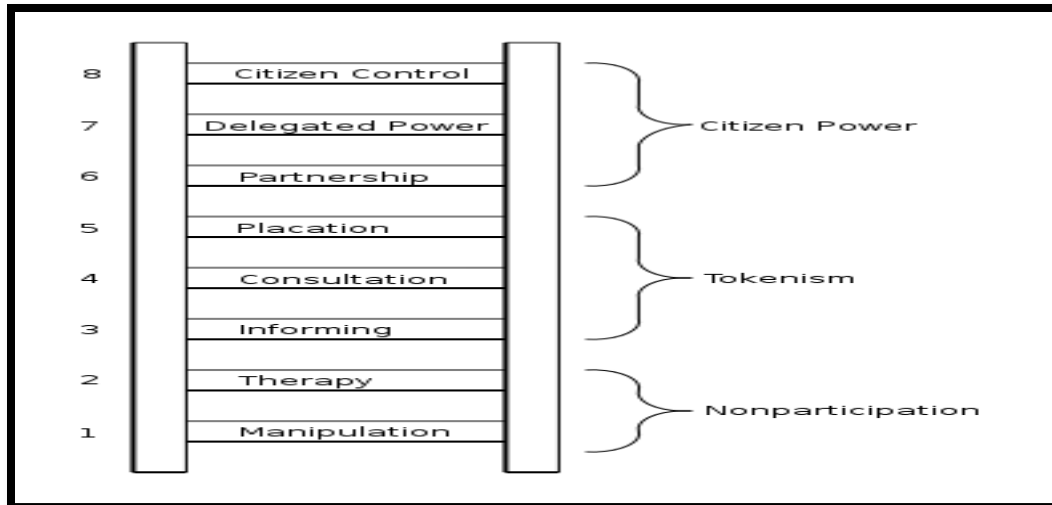 8 Citizen Control
7 Delegated Power
Citizen Power
6 Partnership
5 Placation
4 Consultation
Tokenism
3 Informing
2 Therapy
Nonparticipation
1 Manipulation